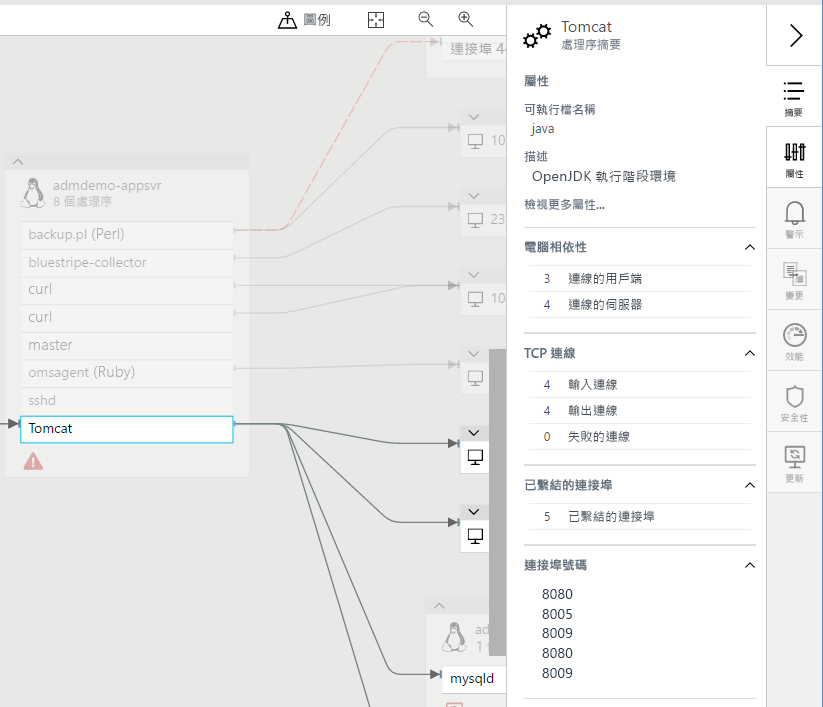 圖例
連接埠 44
admdemo-appsvr
8 個處理序
backup.pl (Perl)
bluestripe-collector
curl
curl
master
omsagent (Ruby)
sshd
Tomcat
10
23
10
ad
1
mysqld
Tomcat
處理序摘要
屬性
可執行檔名稱
java
描述
OpenJDK 執行階段環境
檢視更多屬性...
電腦相依性
3 連線的用戶端
4 連線的伺服器
TCP 連線
4 輸入連線
4 輸出連線
0 失敗的連線
已繫結的連接埠
5 已繫結的連接埠
連接埠號碼
8080
8005
8009
8080
8009
摘要
屬性
警示
變更
效能
安全性
更新